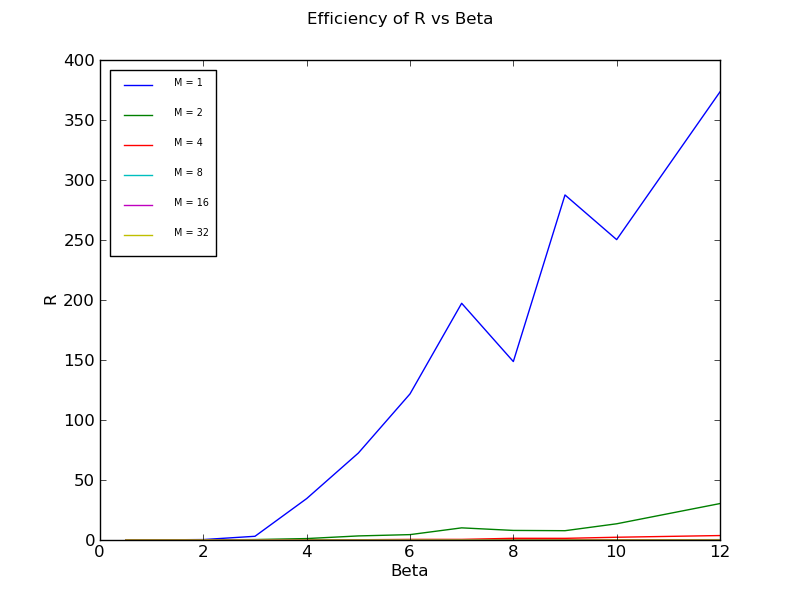 Efficiency of R vs Beta
400
350
300
250
200
150
100
50
0
R
M = 1
M = 2
M = 4
M = 8
M = 16
M = 32
0 2 4 6 8 10 12
Beta